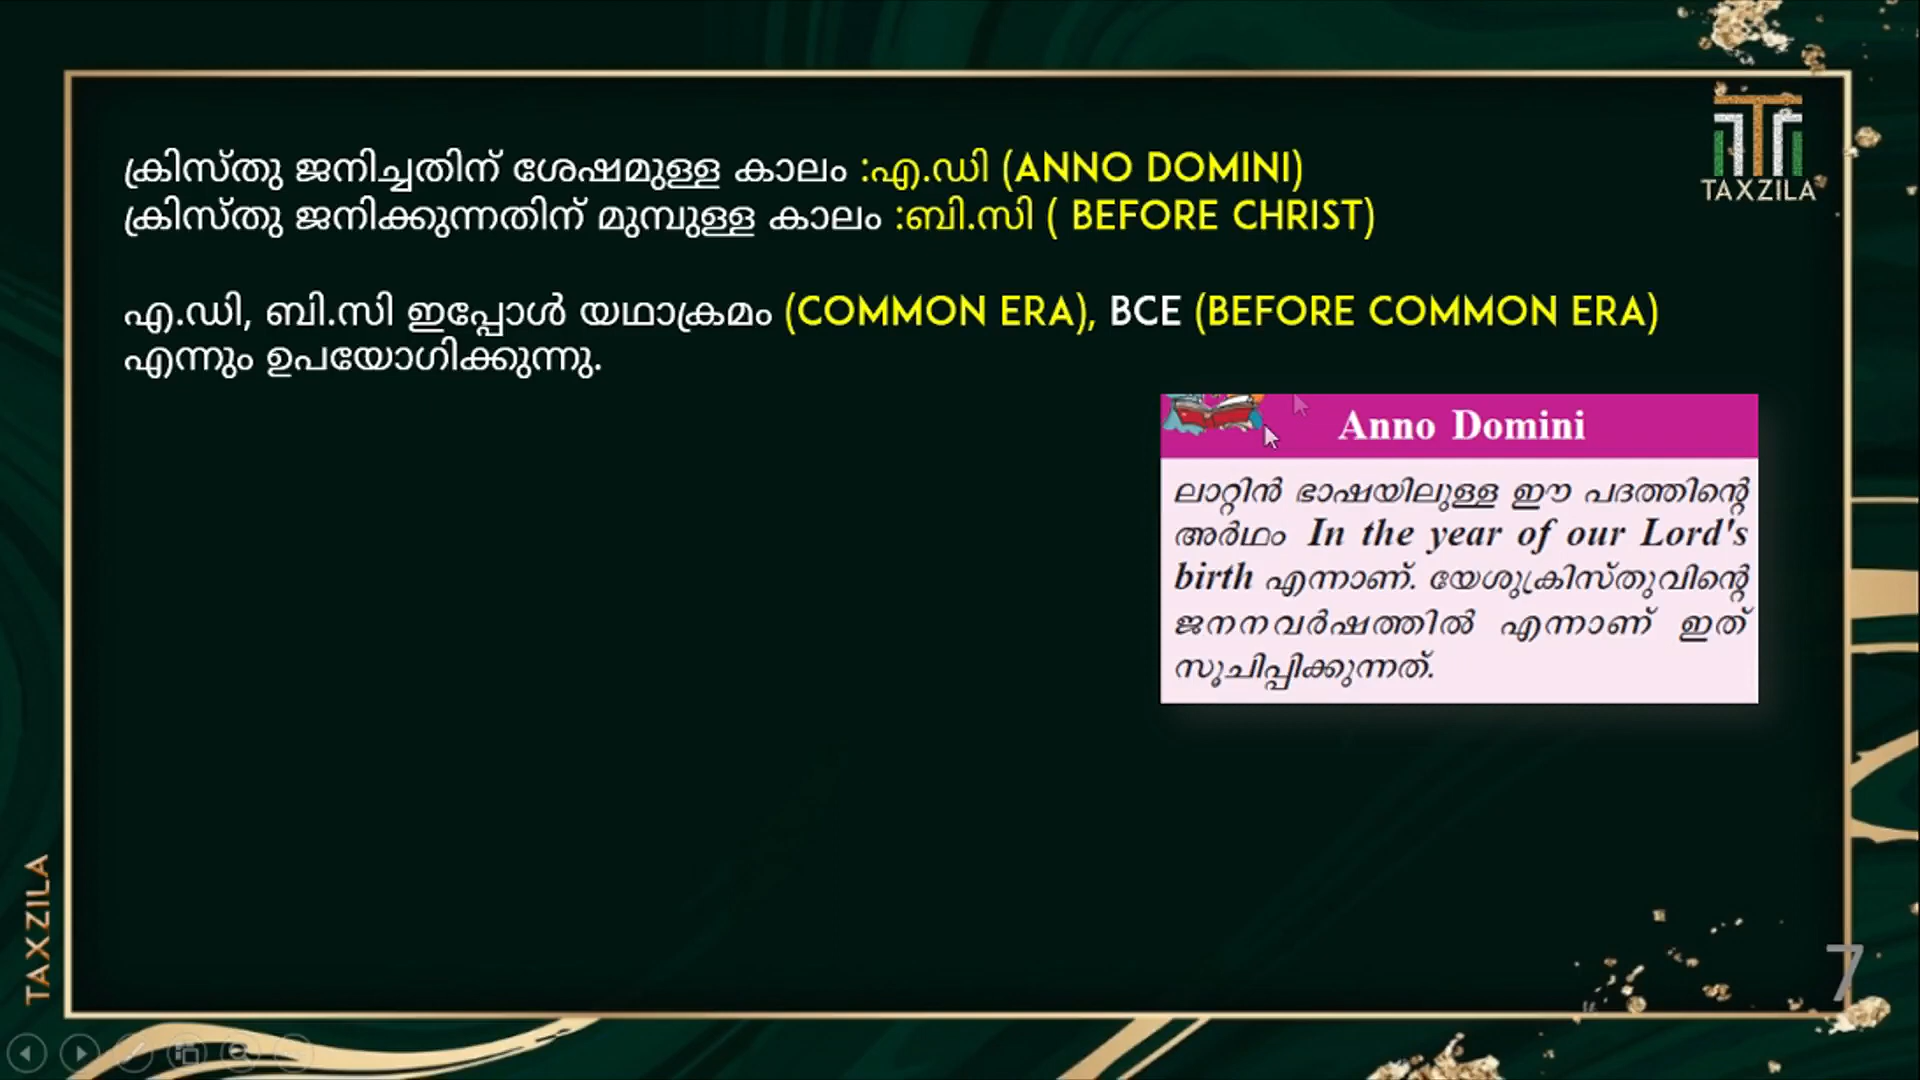 ക്രിസ്തു ജനിച്ചതിന് ശേഷമുള്ള കാലം :എ.ഡി (ANNO DOMINI)
ക്രിസ്തു ജനിക്കുന്നതിന് മുമ്പുള്ള കാലം :ബി.സി ( BEFORE CHRIST)
എ.ഡി, ബി.സി ഇപ്പോൾ യഥാക്രമം (COMMON ERA), BCE (BEFORE COMMON ERA)
എന്നും ഉപയോഗിക്കുന്നു.
TAXZILA
Anno Domini
ലാറ്റിൻ ഭാഷയിലുള്ള ഈ പദത്തിന്റെ
അർഥം In the year of our Lord's
birth എന്നാണ്. യേശുക്രിസ്തുവിന്റെ
ജനനവർഷത്തിൽ എന്നാണ് ഇത്
സൂചിപ്പിക്കുന്നത്.
TAXZILA
7